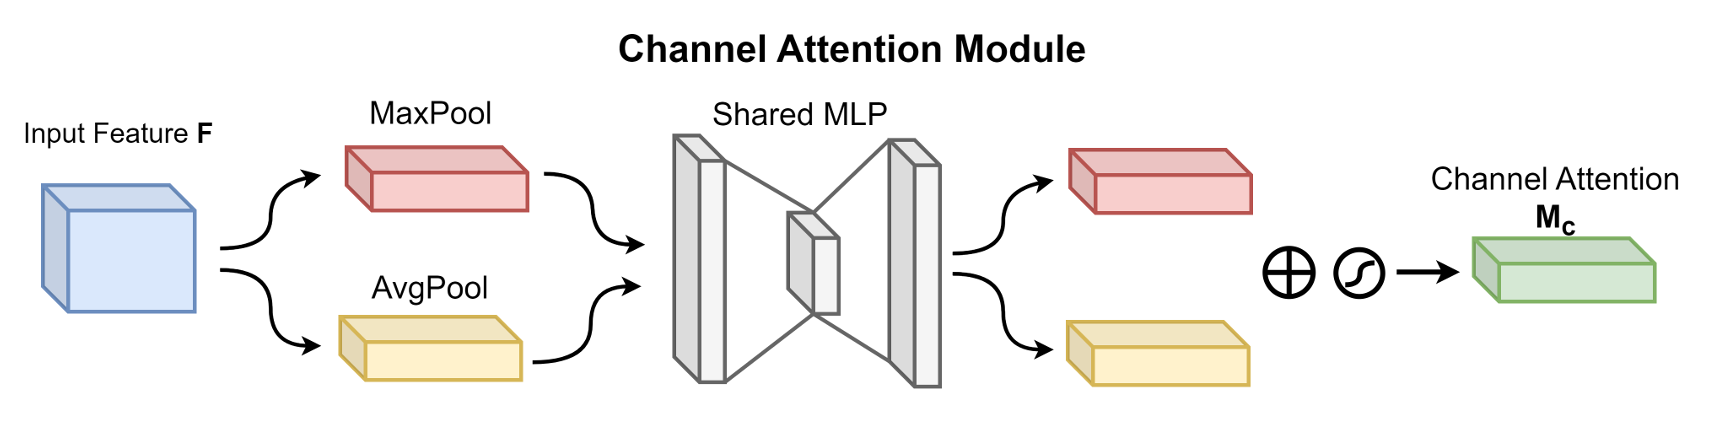 Channel Attention Module
Input Feature F
MaxPool
AvgPool
Shared MLP
Channel Attention
Mc